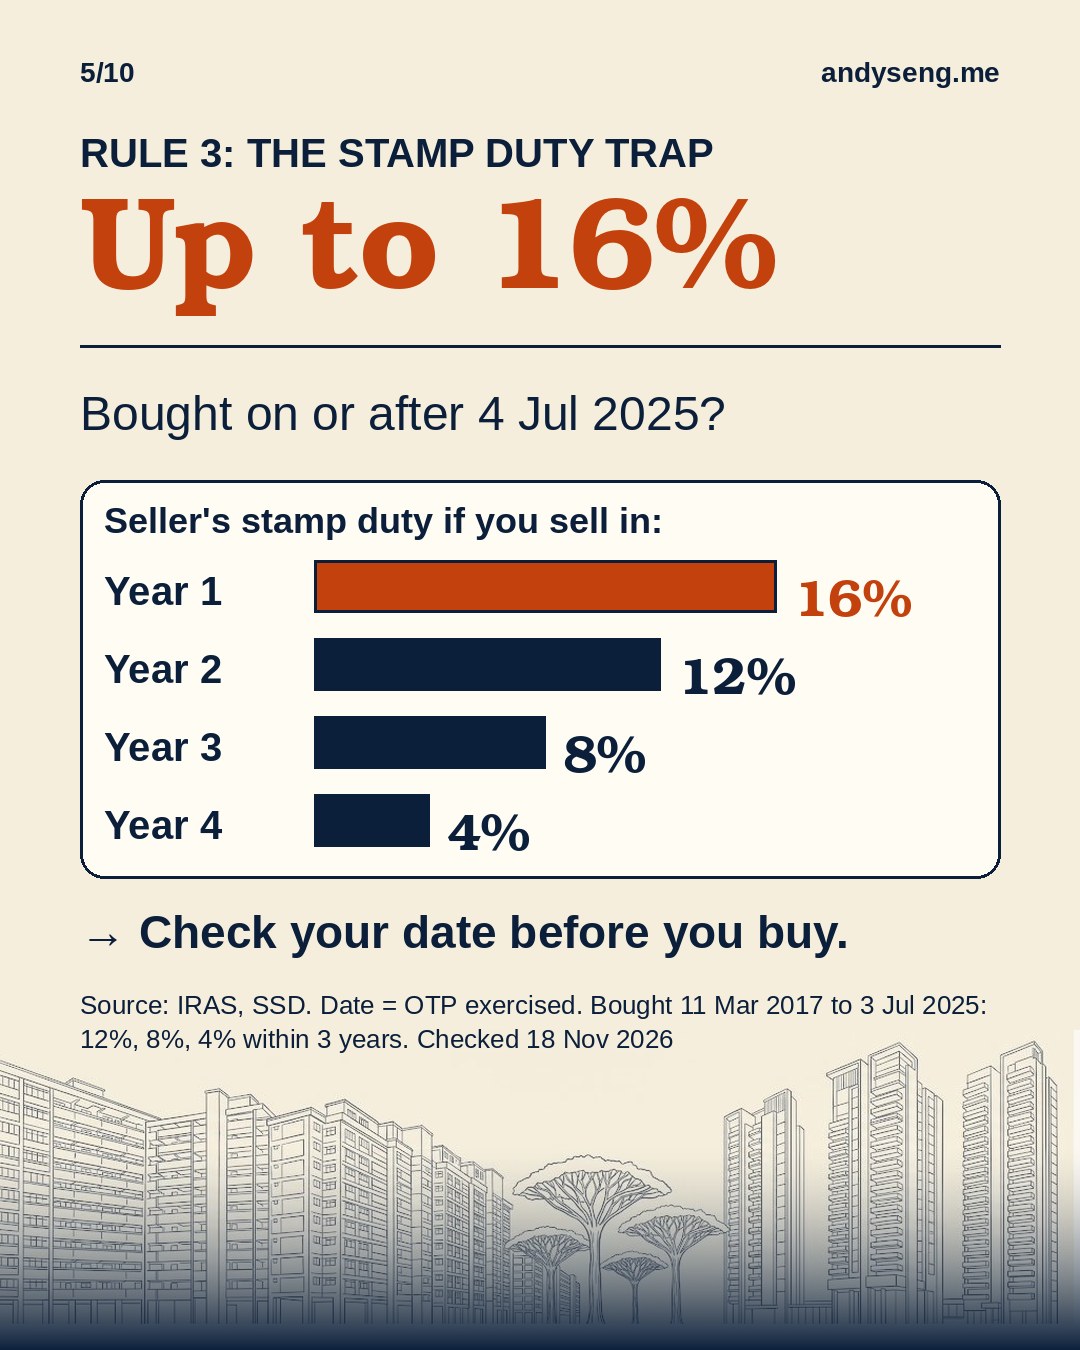 5/10
andyseng.me
RULE 3: THE STAMP DUTY TRAP
Up to 16%
Bought on or after 4 Jul 2025?
Seller's stamp duty if you sell in:
Year 1 16%
Year 2 12%
Year 3 8%
Year 4 4%
→ Check your date before you buy.
Source: IRAS, SSD. Date = OTP exercised. Bought 11 Mar 2017 to 3 Jul 2025:
12%, 8%, 4% within 3 years. Checked 18 Nov 2026